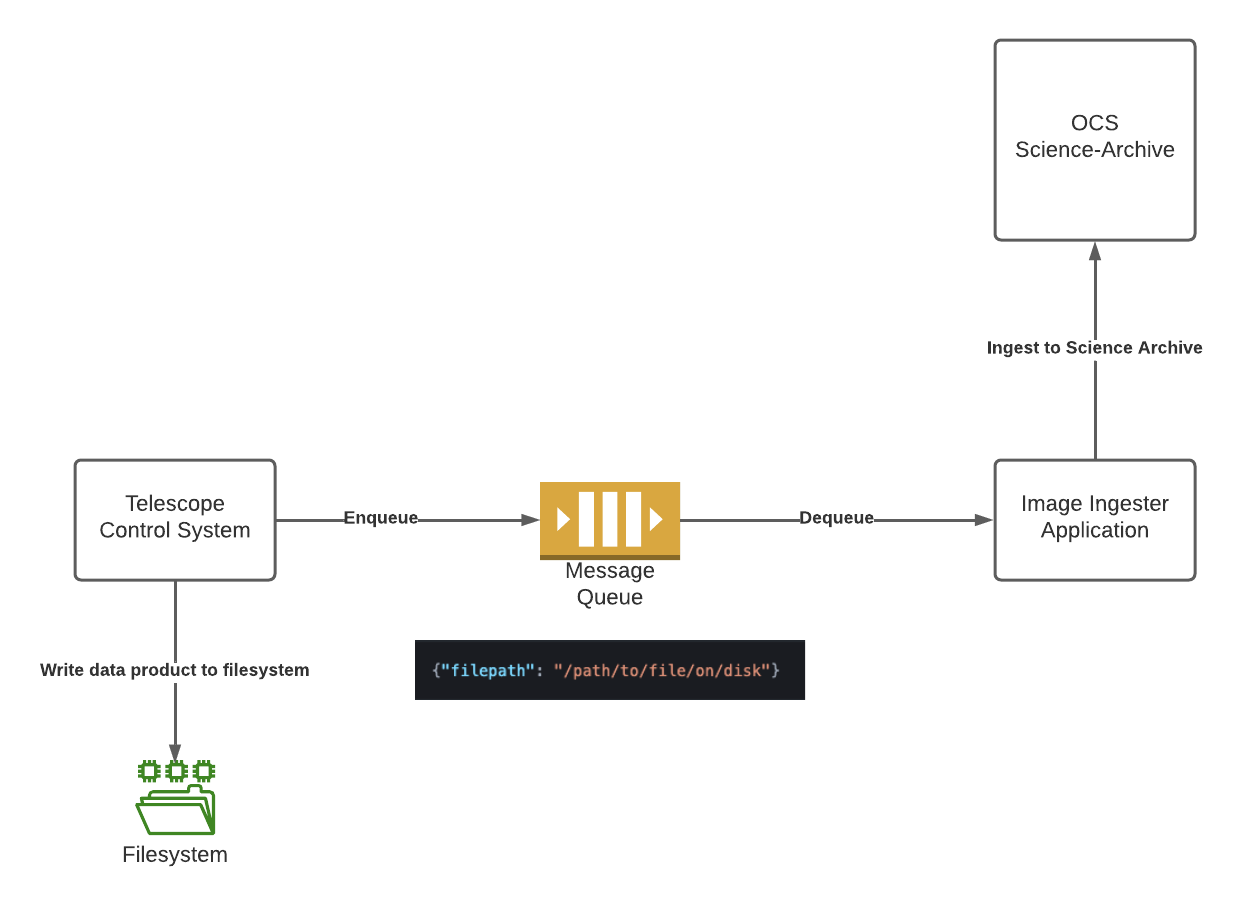 OCS
Science-Archive
Ingest to Science Archive
Telescope
Control System
Enqueue
Message
Queue
Dequeue
Image Ingester
Application
{"filepath": "/path/to/file/on/disk"}
Write data product to filesystem
Filesystem